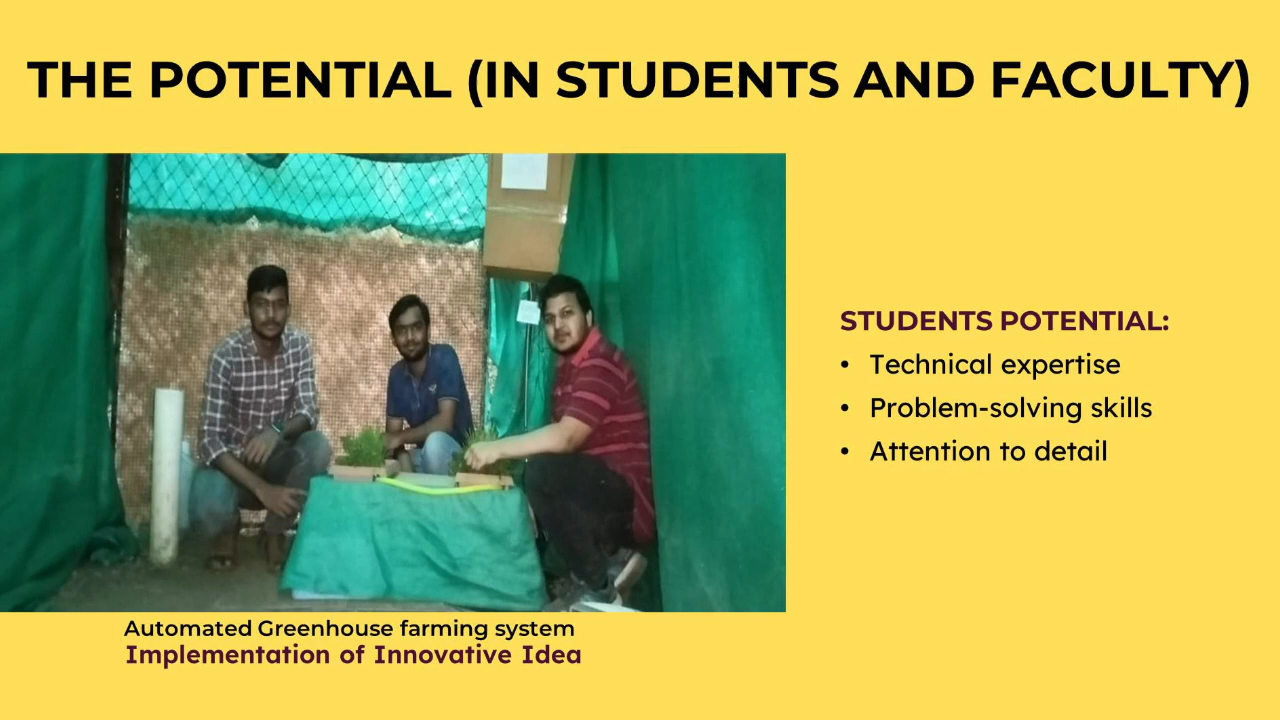 THE POTENTIAL (IN STUDENTS AND FACULTY)
STUDENTS POTENTIAL:
• Technical expertise
• Problem-solving skills
• Attention to detail
Automated Greenhouse farming system
Implementation of Innovative Idea